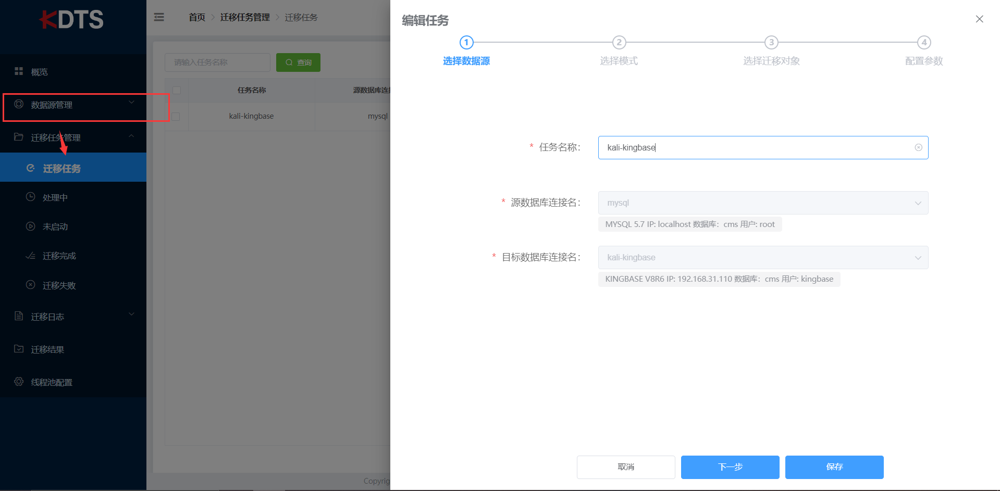 KDTS
概览
数据源管理
迁移任务管理
迁移任务
处理中
未启动
迁移完成
迁移失败
迁移日志
迁移结果
线程池配置
首页 > 迁移任务管理 > 迁移任务
请输入任务名称
查询
任务名称
源数据库连
kali-kingbase
mysql
编辑任务
1
2
3
4
选择数据源
选择模式
选择迁移对象
配置参数
* 任务名称:
kali-kingbase
* 源数据库连接名:
mysql
MYSQL 5.7 IP: localhost 数据库：cms 用户: root
* 目标数据库连接名:
kali-kingbase
KINGBASE V8R6 IP: 192.168.31.110 数据库：cms 用户: kingbase
取消
下一步
保存
Copyrig